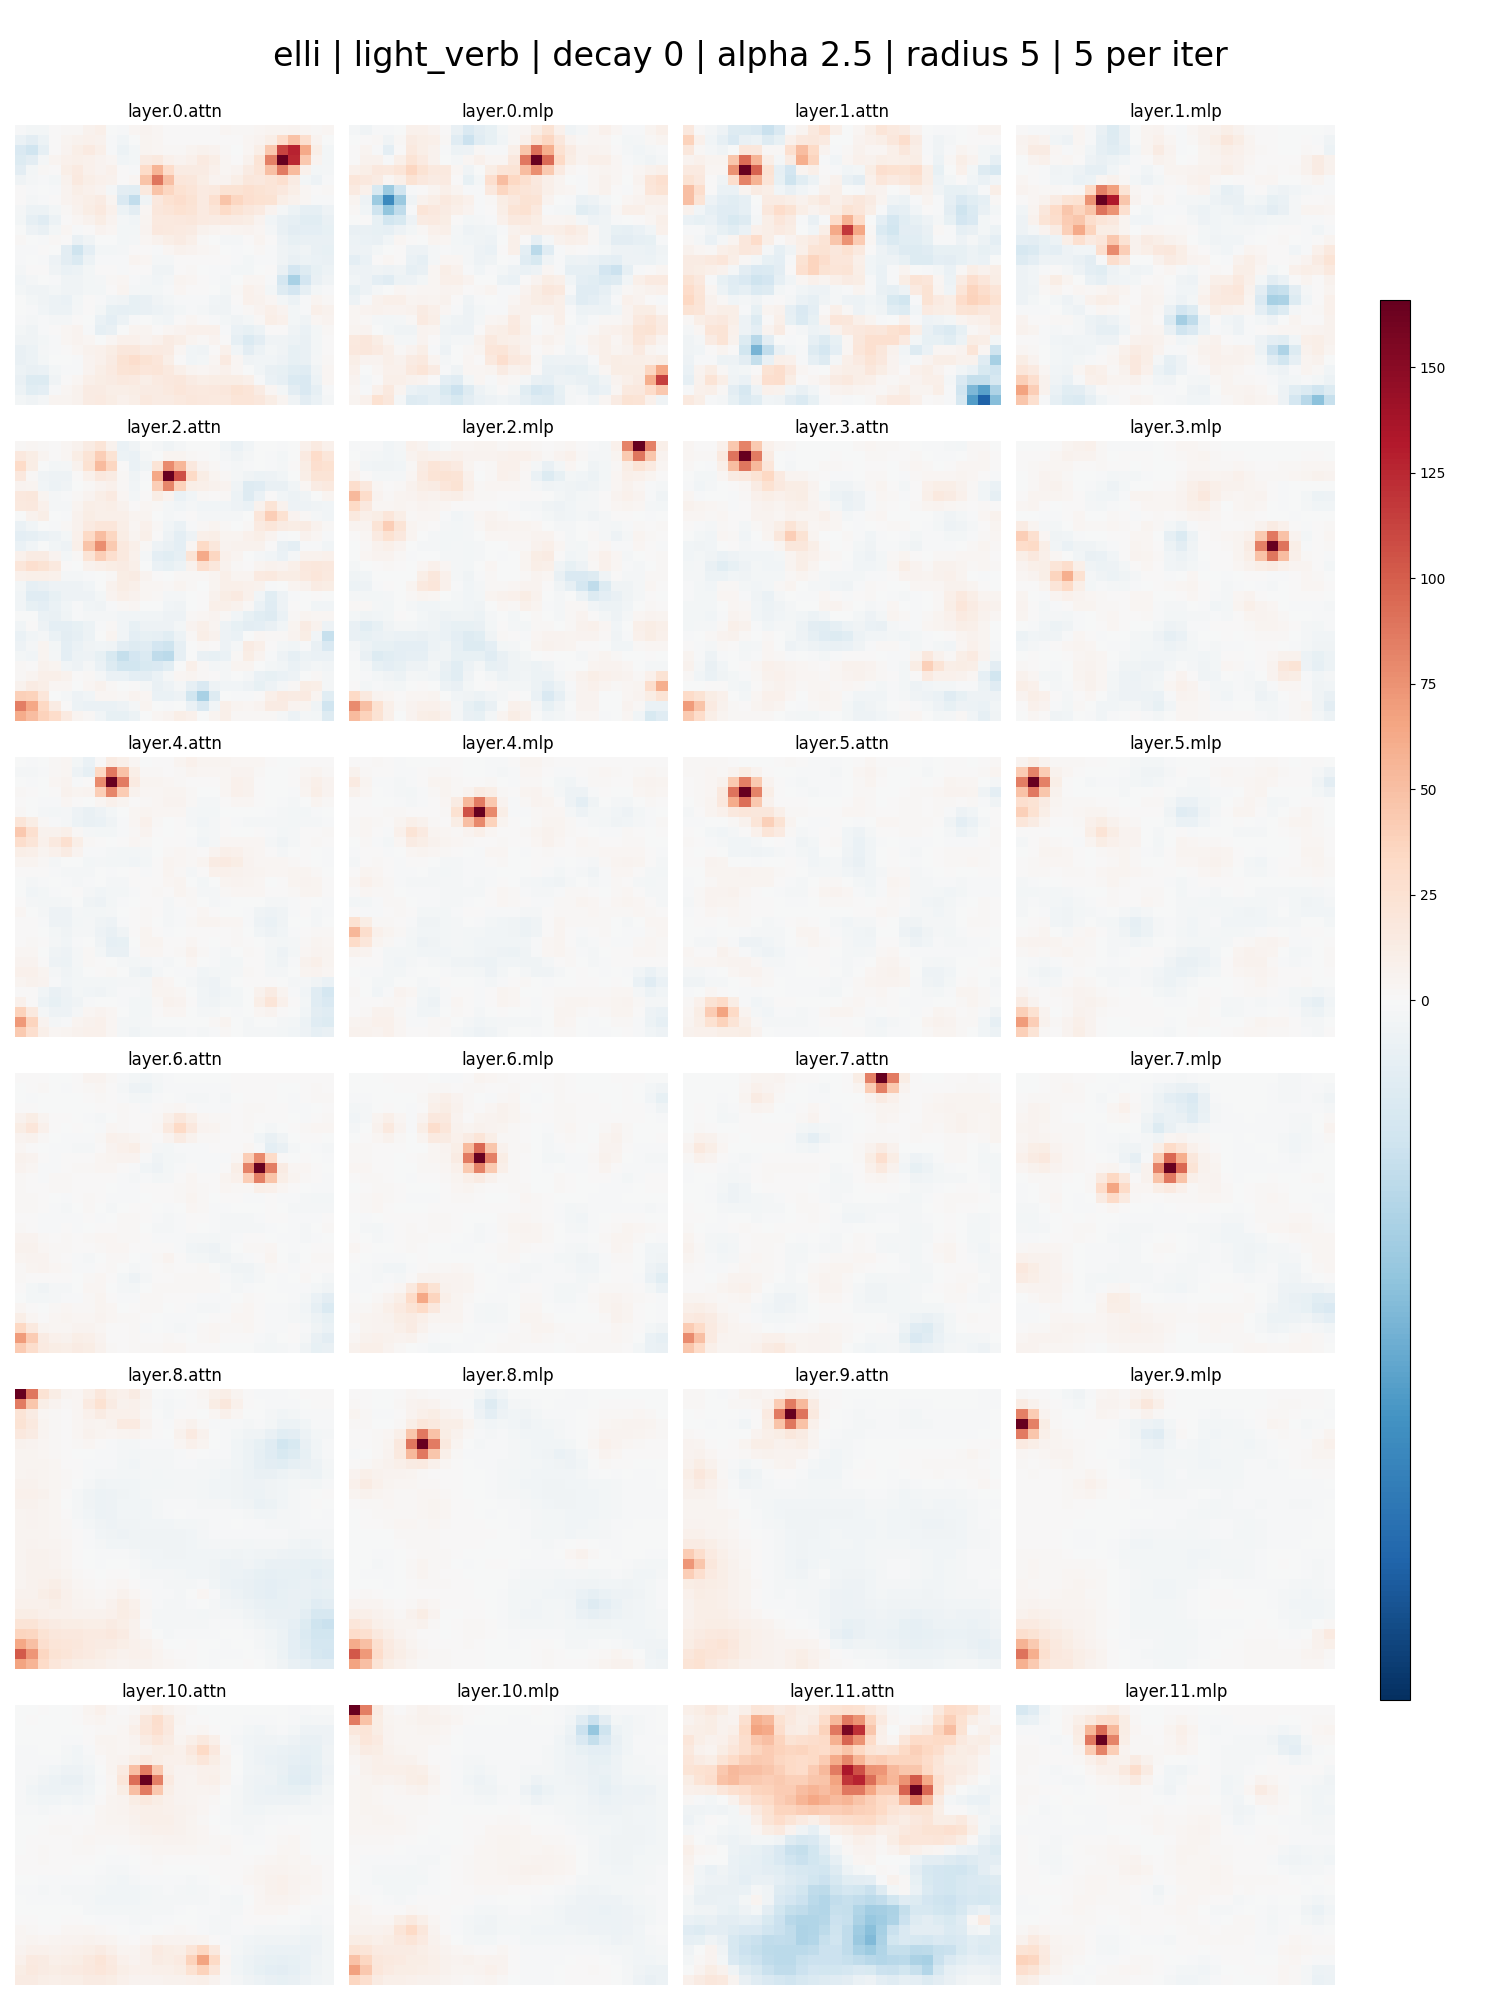 elli | light_verb | decay 0 | alpha 2.5 | radius 5 | 5 per iter
layer.0.attn layer.0.mlp layer.1.attn layer.1.mlp
layer.2.attn layer.2.mlp layer.3.attn layer.3.mlp
layer.4.attn layer.4.mlp layer.5.attn layer.5.mlp
layer.6.attn layer.6.mlp layer.7.attn layer.7.mlp
layer.8.attn layer.8.mlp layer.9.attn layer.9.mlp
layer.10.attn layer.10.mlp layer.11.attn layer.11.mlp
150
125
100
75
50
25
0